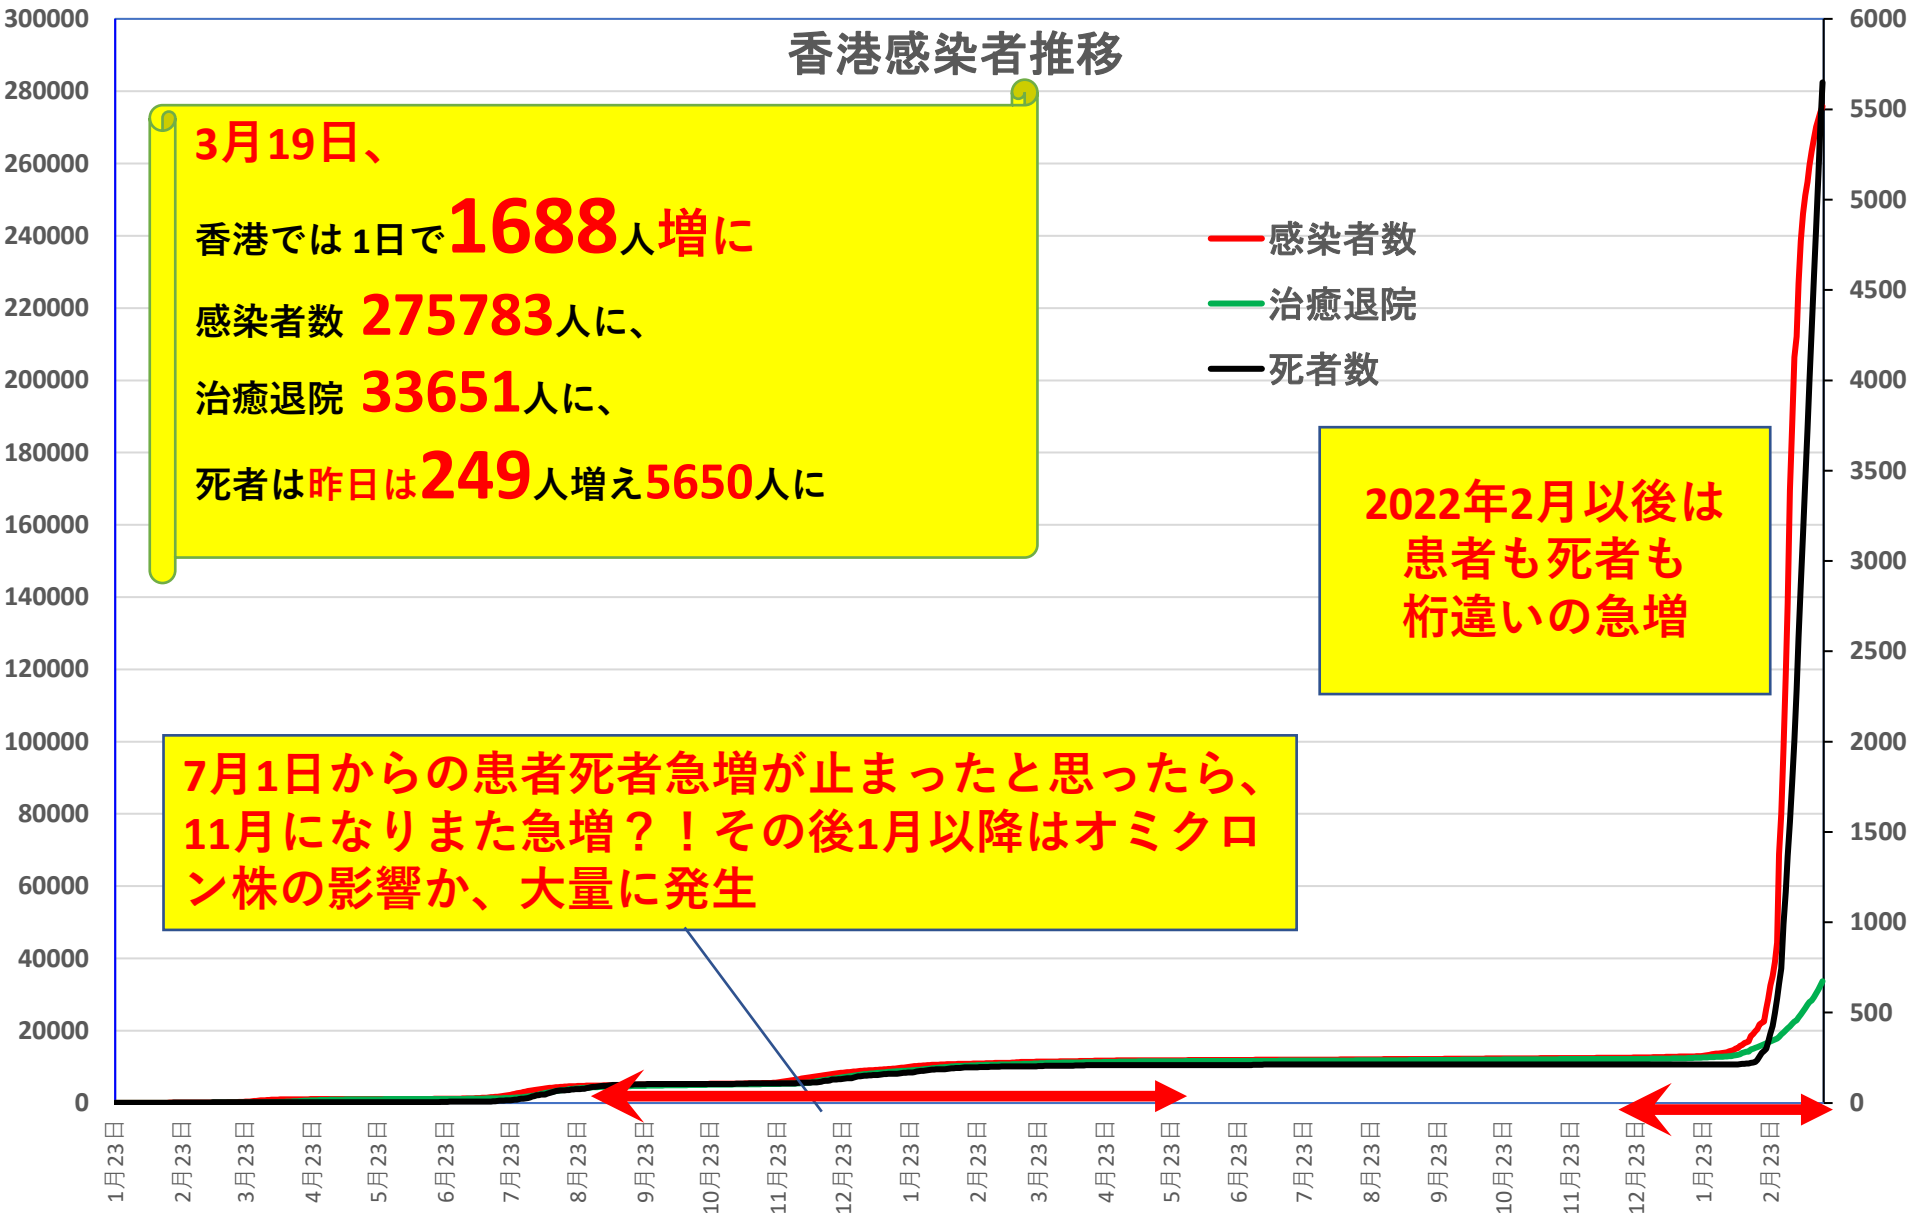 香港感染者推移
300000
280000
260000
240000
220000
200000
180000
160000
140000
120000
100000
80000
60000
40000
20000
0
6000
5500
5000
4500
4000
3500
3000
2500
2000
1500
1000
500
0
3月19日、
香港では 1日で1688人増に
感染者数 275783人に、
治癒退院 33651人に、
死者は昨日は249人増え5650人に
感染者数
治癒退院
死者数
2022年2月以後は
患者も死者も
桁違いの急増
7月1日からの患者死者急増が止まったと思ったら、
11月になりまた急増？！その後1月以降はオミクロ
ン株の影響か、大量に発生
1月23日
2月23日
3月23日
4月23日
5月23日
6月23日
7月23日
8月23日
9月23日
10月23日
11月23日
12月23日
1月23日
2月23日
3月23日
4月23日
5月23日
6月23日
7月23日
8月23日
9月23日
10月23日
11月23日
12月23日
1月23日
2月23日